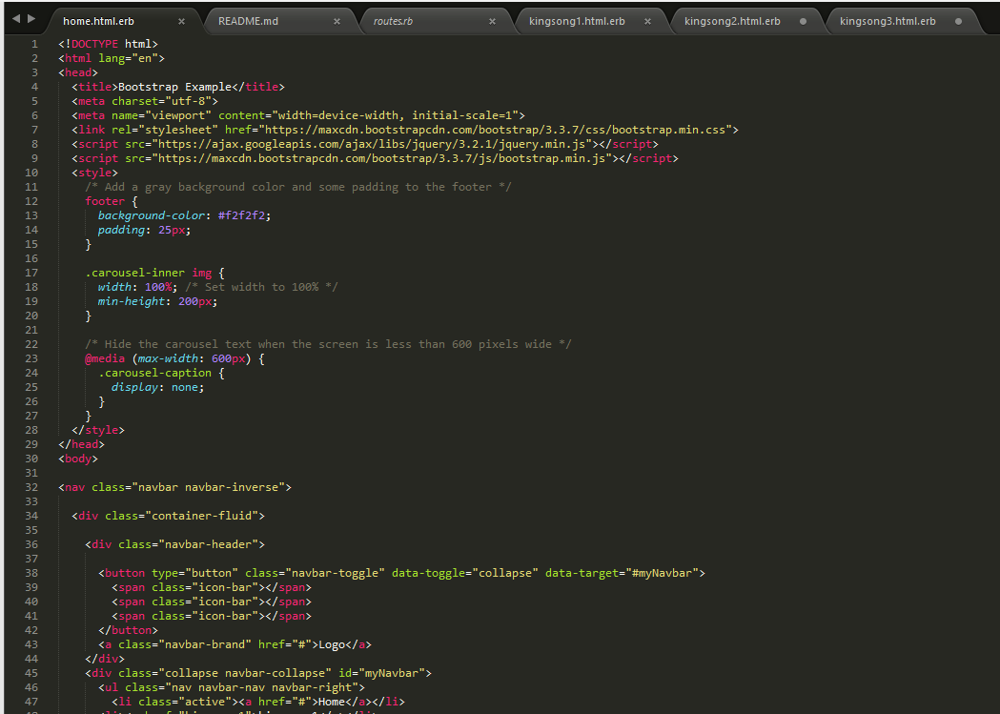 home.html.erb × README.md × routes.rb × kingsong1.html.erb × kingsong2.html.erb kingsong3.html.erb
1 <!DOCTYPE html>
2 <html lang="en">
3 <head>
4 <title>Bootstrap Example</title>
5 <meta charset="utf-8">
6 <meta name="viewport" content="width=device-width, initial-scale=1">
7 <link rel="stylesheet" href="https://maxcdn.bootstrapcdn.com/bootstrap/3.3.7/css/bootstrap.min.css">
8 <script src="https://ajax.googleapis.com/ajax/libs/jquery/3.2.1/jquery.min.js"></script>
9 <script src="https://maxcdn.bootstrapcdn.com/bootstrap/3.3.7/js/bootstrap.min.js"></script>
10 <style>
11 /* Add a gray background color and some padding to the footer */
12 footer {
13 background-color: #f2f2f2;
14 padding: 25px;
15 }
16
17 .carousel-inner img {
18 width: 100%; /* Set width to 100% */
19 min-height: 200px;
20 }
21
22 /* Hide the carousel text when the screen is less than 600 pixels wide */
23 @media (max-width: 600px) {
24 .carousel-caption {
25 display: none;
26 }
27 }
28 </style>
29 </head>
30 <body>
31
32 <nav class="navbar navbar-inverse">
33
34 <div class="container-fluid">
35
36 <div class="navbar-header">
37
38 <button type="button" class="navbar-toggle" data-toggle="collapse" data-target="#myNavbar">
39 <span class="icon-bar"></span>
40 <span class="icon-bar"></span>
41 <span class="icon-bar"></span>
42 </button>
43 <a class="navbar-brand" href="#">Logo</a>
44 </div>
45 <div class="collapse navbar-collapse" id="myNavbar">
46 <ul class="nav navbar-nav navbar-right">
47 <li class="active"><a href="#">Home</a></li>